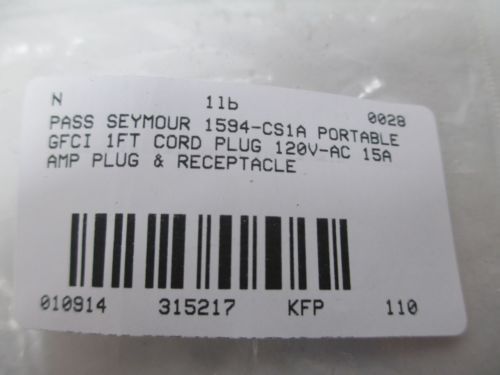 N 1lb 0028
PASS SEYMOUR 1594-CS1A PORTABLE
GFCI 1FT CORD PLUG 120V-AC 15A
AMP PLUG & RECEPTACLE
010914 315217 KFP 110